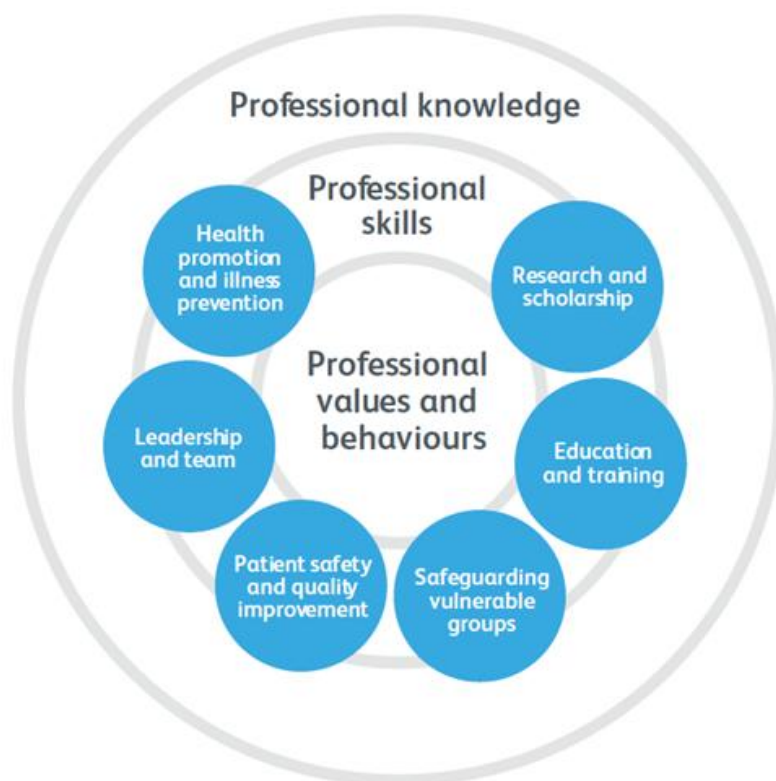 Professional knowledge
Professional
skills
Health
promotion
and illness
prevention
Research and
scholarship
Professional
values and
behaviours
Leadership
and team
Education
and training
Patient safety
and quality
improvement
Safeguarding
vulnerable
groups